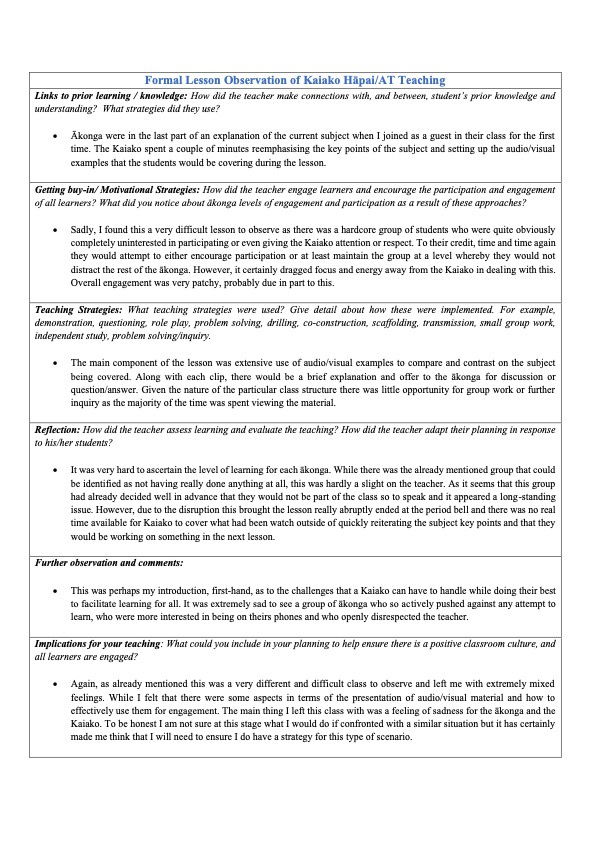 Formal Lesson Observation of Kaiako Hāpai/AT Teaching
Links to prior learning / knowledge: How did the teacher make connections with, and between, student's prior knowledge and
understanding? What strategies did they use?
• Ākonga were in the last part of an explanation of the current subject when I joined as a guest in their class for the first
time. The Kaiako spent a couple of minutes reemphasising the key points of the subject and setting up the audio/visual
examples that the students would be covering during the lesson.
Getting buy-in/ Motivational Strategies: How did the teacher engage learners and encourage the participation and engagement
of all learners? What did you notice about ākonga levels of engagement and participation as a result of these approaches?
• Sadly, I found this a very difficult lesson to observe as there was a hardcore group of students who were quite obviously
completely uninterested in participating or even giving the Kaiako attention or respect. To their credit, time and time again
they would attempt to either encourage participation or at least maintain the group at a level whereby they would not
distract the rest of the ākonga. However, it certainly dragged focus and energy away from the Kaiako in dealing with this.
Overall engagement was very patchy, probably due in part to this.
Teaching Strategies: What teaching strategies were used? Give detail about how these were implemented. For example,
demonstration, questioning, role play, problem solving, drilling, co-construction, scaffolding, transmission, small group work,
independent study, problem solving/inquiry.
• The main component of the lesson was extensive use of audio/visual examples to compare and contrast on the subject
being covered. Along with each clip, there would be a brief explanation and offer to the ākonga for discussion or
question/answer. Given the nature of the particular class structure there was little opportunity for group work or further
inquiry as the majority of the time was spent viewing the material.
Reflection: How did the teacher assess learning and evaluate the teaching? How did the teacher adapt their planning in response
to his/her students?
• It was very hard to ascertain the level of learning for each ākonga. While there was the already mentioned group that could
be identified as not having really done anything at all, this was hardly a slight on the teacher. As it seems that this group
had already decided well in advance that they would not be part of the class so to speak and it appeared a long-standing
issue. However, due to the disruption this brought the lesson really abruptly ended at the period bell and there was no real
time available for Kaiako to cover what had been watch outside of quickly reiterating the subject key points and that they
would be working on something in the next lesson.
Further observation and comments:
• This was perhaps my introduction, first-hand, as to the challenges that a Kaiako can have to handle while doing their best
to facilitate learning for all. It was extremely sad to see a group of ākonga who so actively pushed against any attempt to
learn, who were more interested in being on theirs phones and who openly disrespected the teacher.
Implications for your teaching: What could you include in your planning to help ensure there is a positive classroom culture, and
all learners are engaged?
• Again, as already mentioned this was a very different and difficult class to observe and left me with extremely mixed
feelings. While I felt that there were some aspects in terms of the presentation of audio/visual material and how to
effectively use them for engagement. The main thing I left this class with was a feeling of sadness for the ākonga and the
Kaiako. To be honest I am not sure at this stage what I would do if confronted with a similar situation but it has certainly
made me think that I will need to ensure I do have a strategy for this type of scenario.